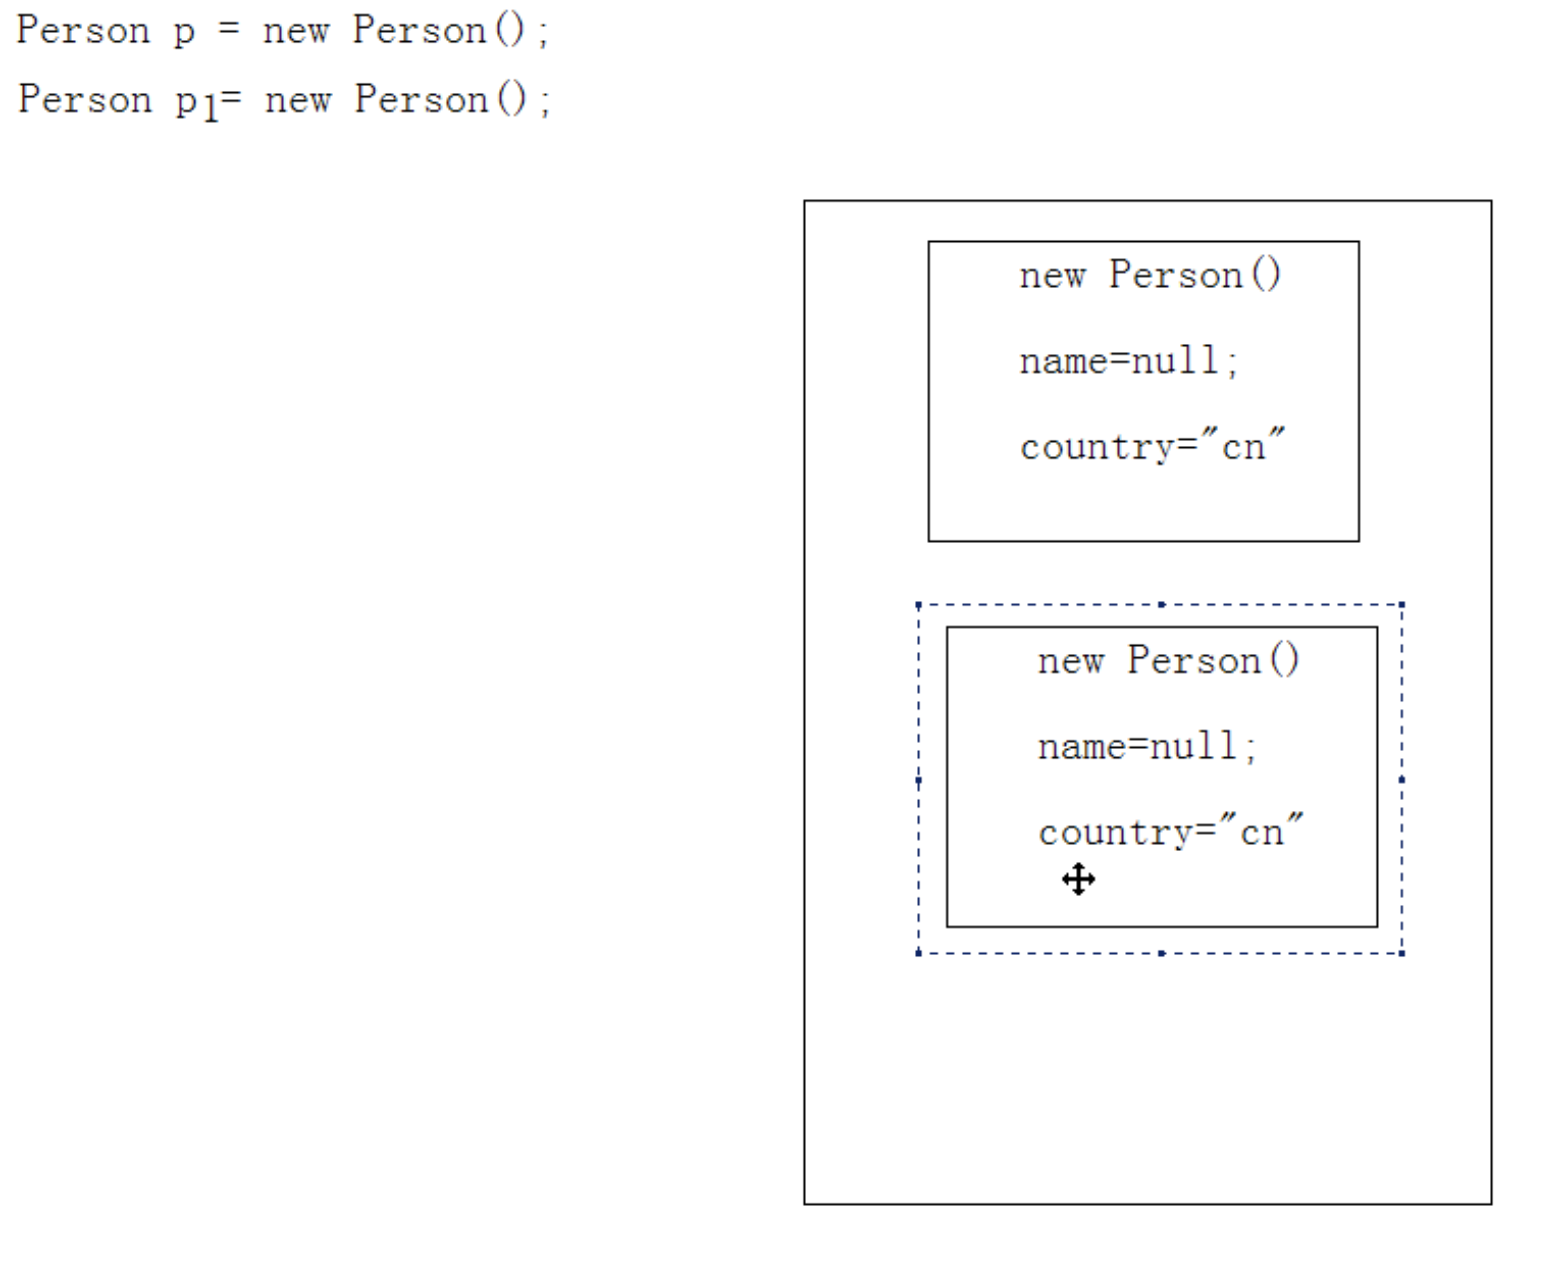 Person p = new Person();
Person p1= new Person();
new Person()
name=null;
country="cn"
new Person()
name=null;
country="cn"